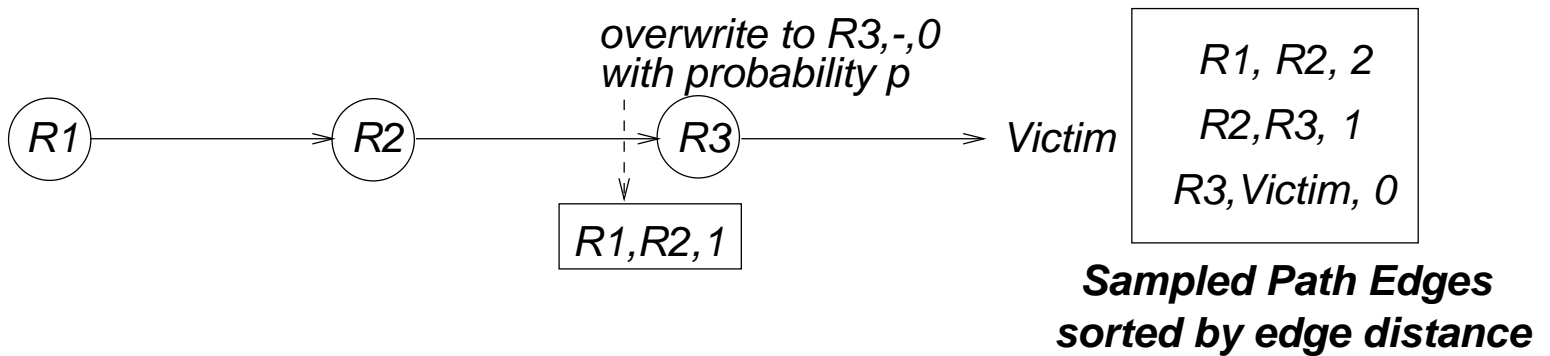 overwrite to R3,-,0
with probability p
R1
R2
R3
Victim
R1,R2,1
R1, R2, 2
R2,R3, 1
R3,Victim, 0
Sampled Path Edges
sorted by edge distance